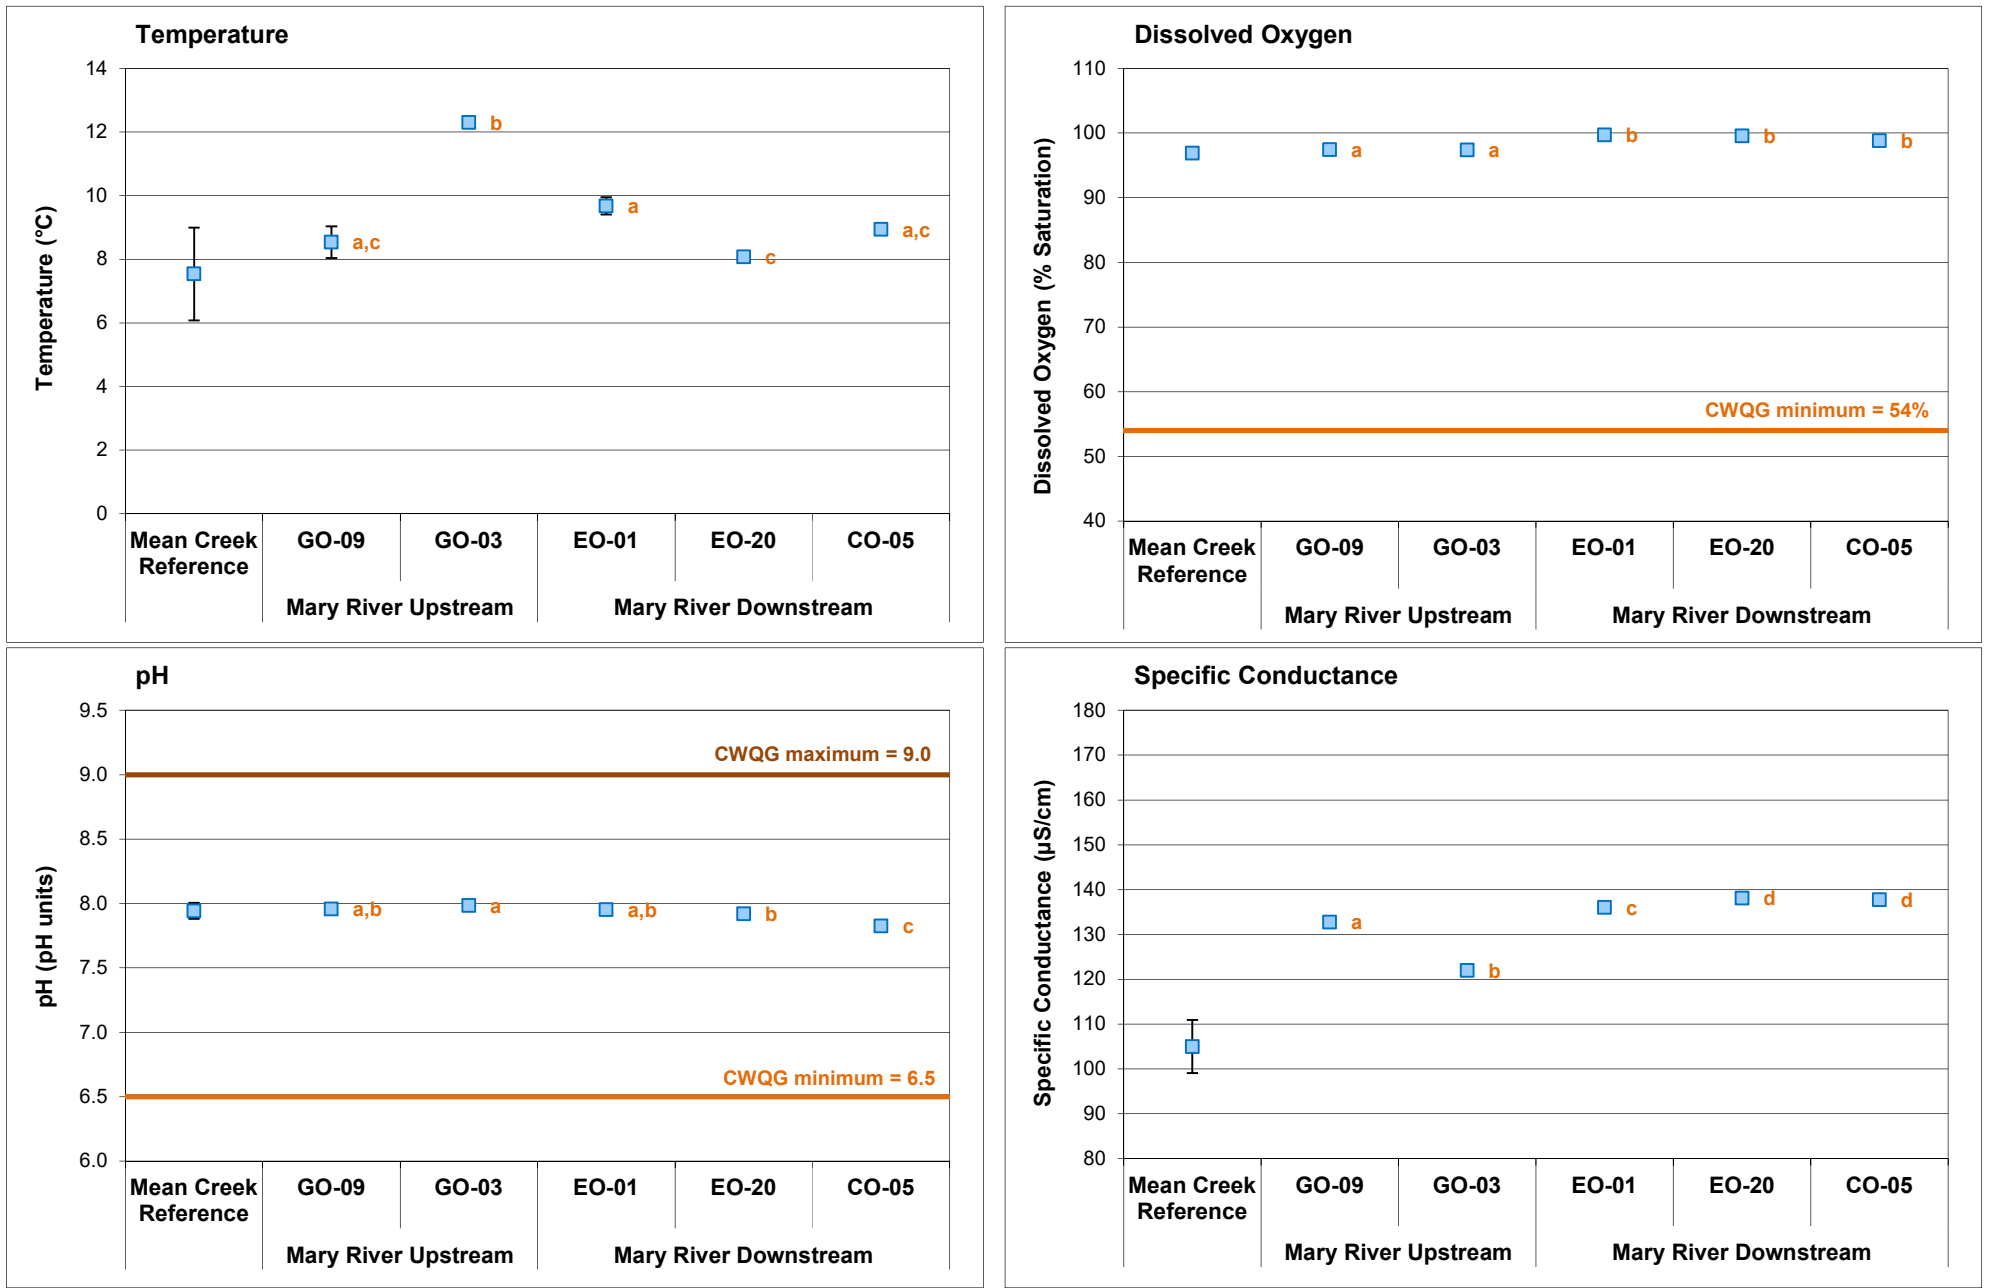 Temperature
14
12
10
8
6
4
2
0
Temperature (°C)
b
a,c
a
c
a,c
Mean Creek Reference
GO-09
GO-03
EO-01
EO-20
CO-05
Mary River Upstream
Mary River Downstream
Dissolved Oxygen
110
100
90
80
70
60
50
40
Dissolved Oxygen (% Saturation)
a
a
b
b
b
CWQG minimum = 54%
Mean Creek Reference
GO-09
GO-03
EO-01
EO-20
CO-05
Mary River Upstream
Mary River Downstream
pH
9.5
9.0
8.5
8.0
7.5
7.0
6.5
6.0
pH (pH units)
CWQG maximum = 9.0
a,b
a
a,b
b
c
CWQG minimum = 6.5
Mean Creek Reference
GO-09
GO-03
EO-01
EO-20
CO-05
Mary River Upstream
Mary River Downstream
Specific Conductance
180
170
160
150
140
130
120
110
100
90
80
Specific Conductance (µS/cm)
a
b
c
d
d
Mean Creek Reference
GO-09
GO-03
EO-01
EO-20
CO-05
Mary River Upstream
Mary River Downstream